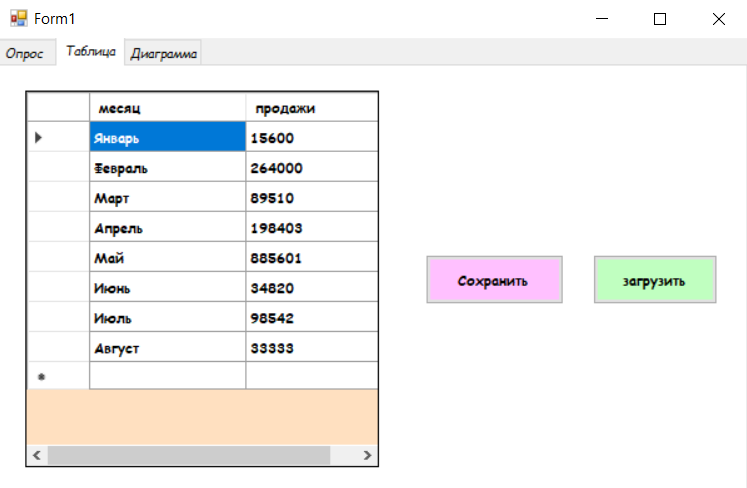 Form1
Опрос Таблица Диаграмма
месяц продажи
Январь 15600
Февраль 264000
Март 89510
Апрель 198403
Май 885601
Июнь 34820
Июль 98542
Август 33333
Сохранить загрузить